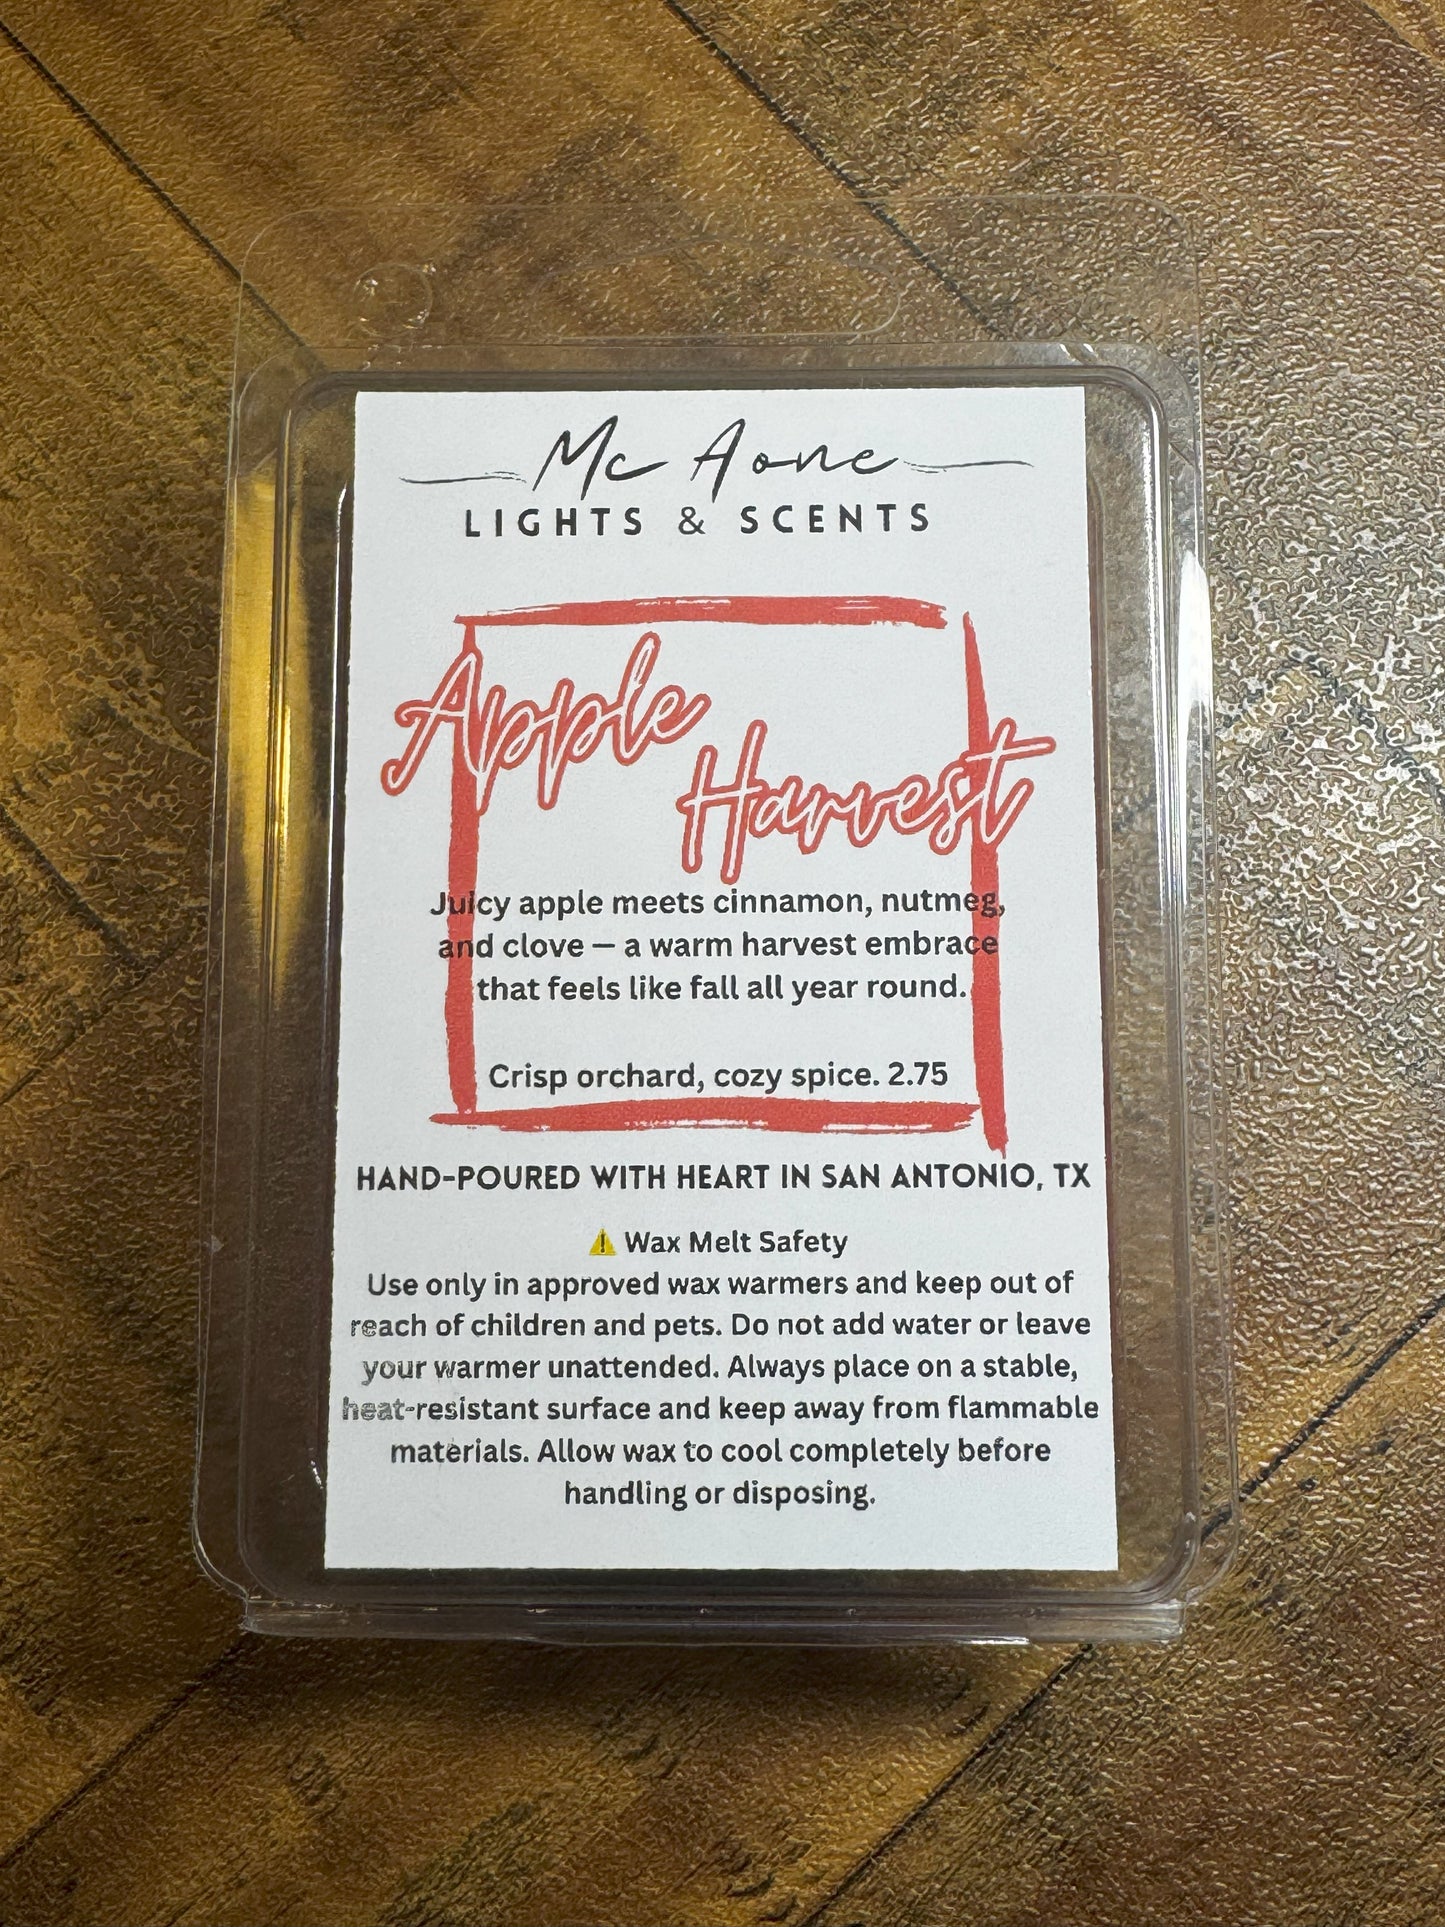 Mc Aone
LIGHTS & SCENTS
Apple
Harvest
Juicy apple meets cinnamon, nutmeg,
and clove — a warm harvest embrace
that feels like fall all year round.
Crisp orchard, cozy spice. 2.75
HAND-POURED WITH HEART IN SAN ANTONIO, TX
⚠️ Wax Melt Safety
Use only in approved wax warmers and keep out of
reach of children and pets. Do not add water or leave
your warmer unattended. Always place on a stable,
heat-resistant surface and keep away from flammable
materials. Allow wax to cool completely before
handling or disposing.